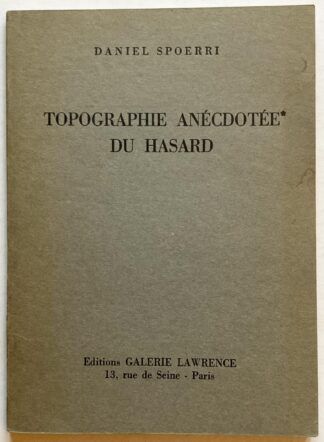 DANIEL SPOERRI
TOPOGRAPHIE ANÉCDOTÉE*
DU HASARD
Editions GALERIE LAWRENCE
13, rue de Seine - Paris